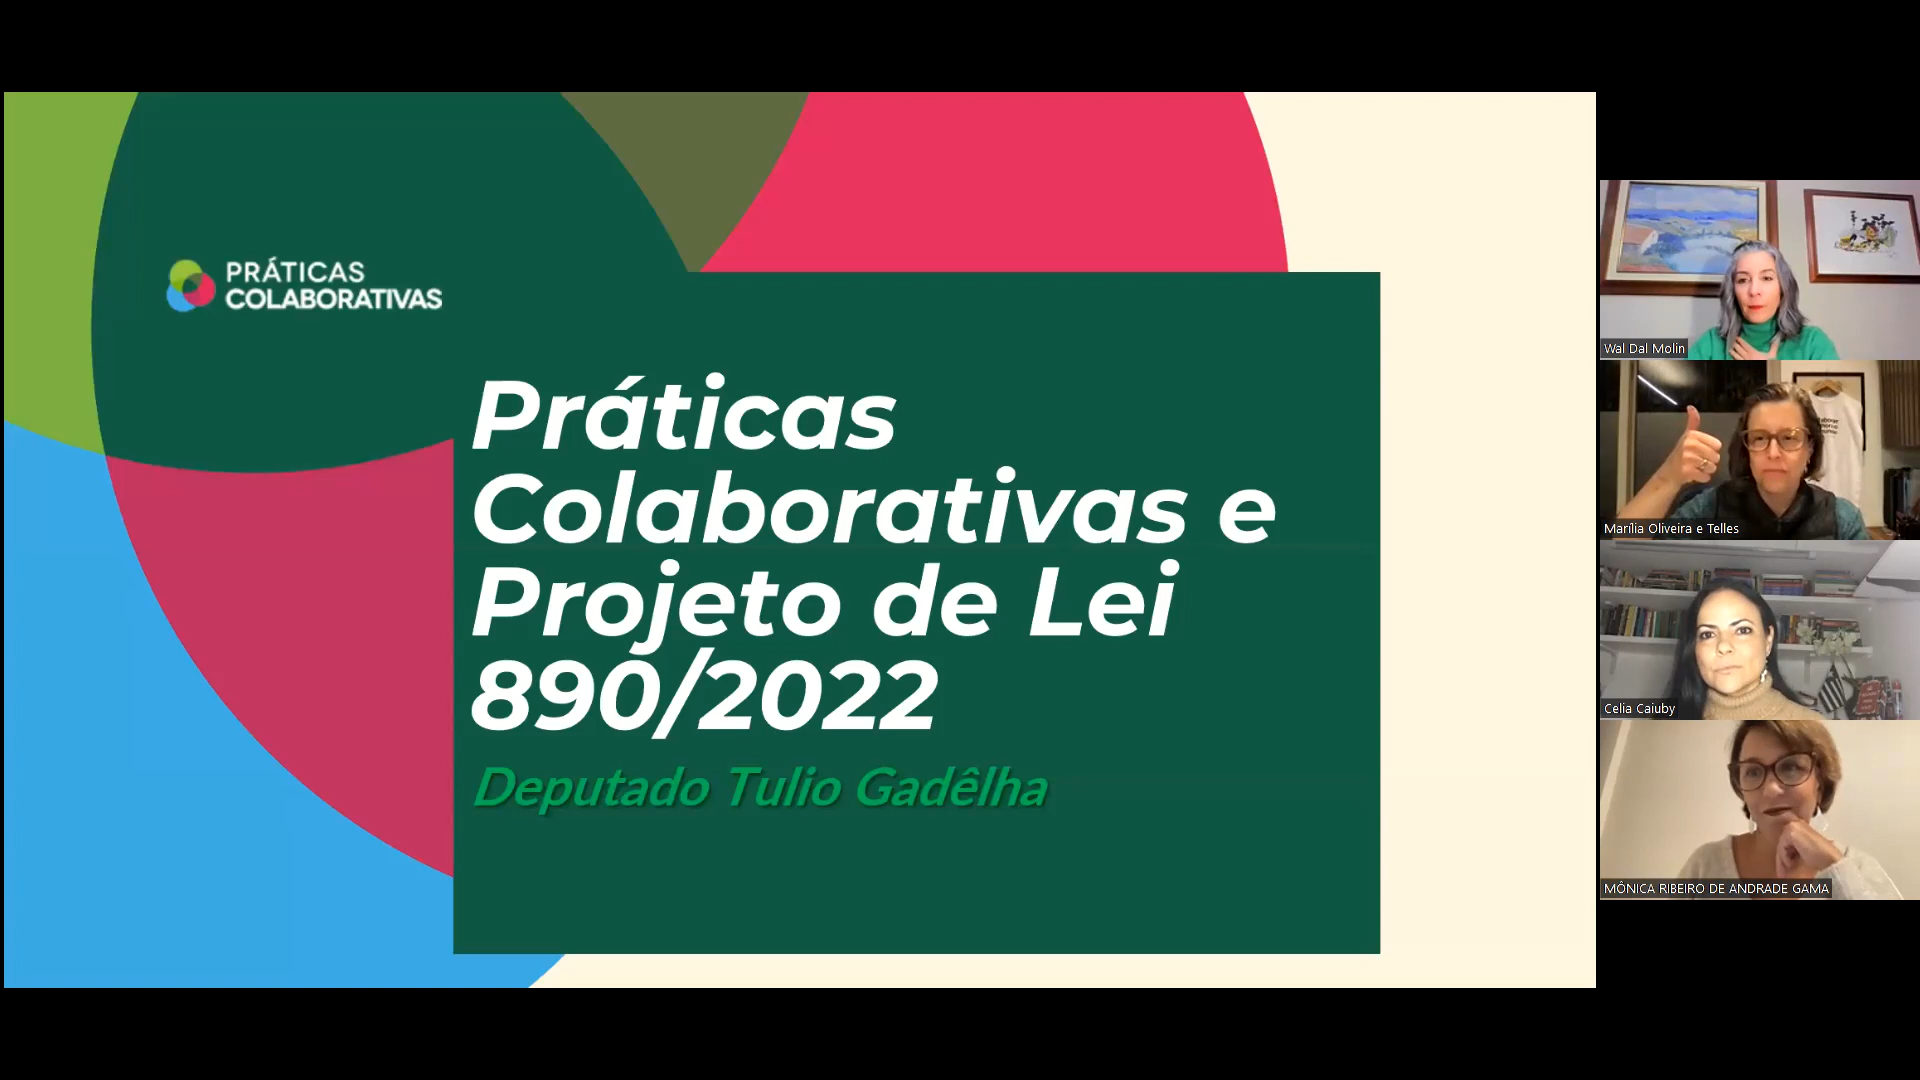 PRÁTICAS
COLABORATIVAS
Práticas
Colaborativas e
Projeto de Lei
890/2022
Deputado Tulio Gadêlha
Wal Dal Molin
Marília Oliveira e Telles
Celia Caiuby
MÔNICA RIBEIRO DE ANDRADE GAMA